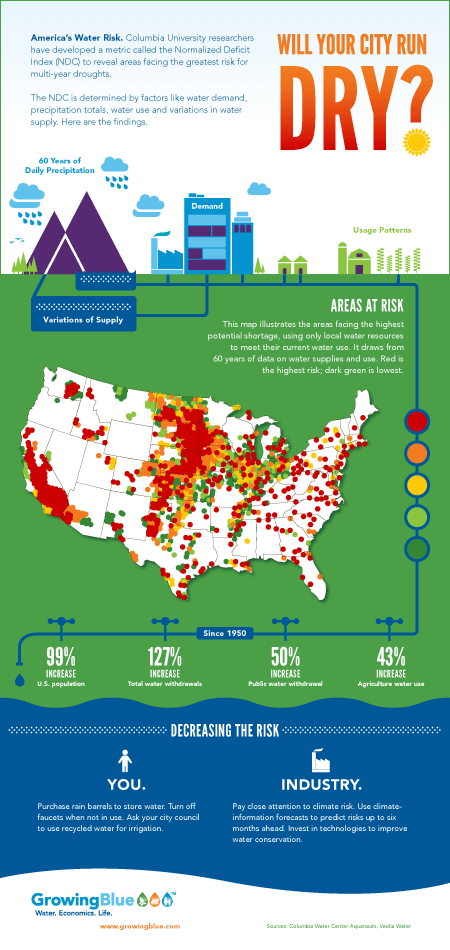 America's Water Risk. Columbia University researchers
have developed a metric called the Normalized Deficit
Index (NDC) to reveal areas facing the greatest risk for
multi-year droughts.
The NDC is determined by factors like water demand,
precipitation totals, water use and variations in water
supply. Here are the findings.
WILL YOUR CITY RUN
DRY?
60 Years of
Daily Precipitation
Demand
Usage Patterns
Variations of Supply
AREAS AT RISK
This map illustrates the areas facing the highest
potential shortage, using only local water resources
to meet their current water use. It draws from
60 years of data on water supplies and use. Red is
the highest risk; dark green is lowest.
Since 1950
99%
INCREASE
U.S. population
127%
INCREASE
Total water withdrawals
50%
INCREASE
Public water withdrawal
43%
INCREASE
Agriculture water use
DECREASING THE RISK
YOU.
Purchase rain barrels to store water. Turn off
faucets when not in use. Ask your city council
to use recycled water for irrigation.
INDUSTRY.
Pay close attention to climate risk. Use climate-
information forecasts to predict risks up to six
months ahead. Invest in technologies to improve
water conservation.
GrowingBlue™
Water. Economics. Life.
www.growingblue.com
Sources: Columbia Water Center Aquanauts, Veolia Water